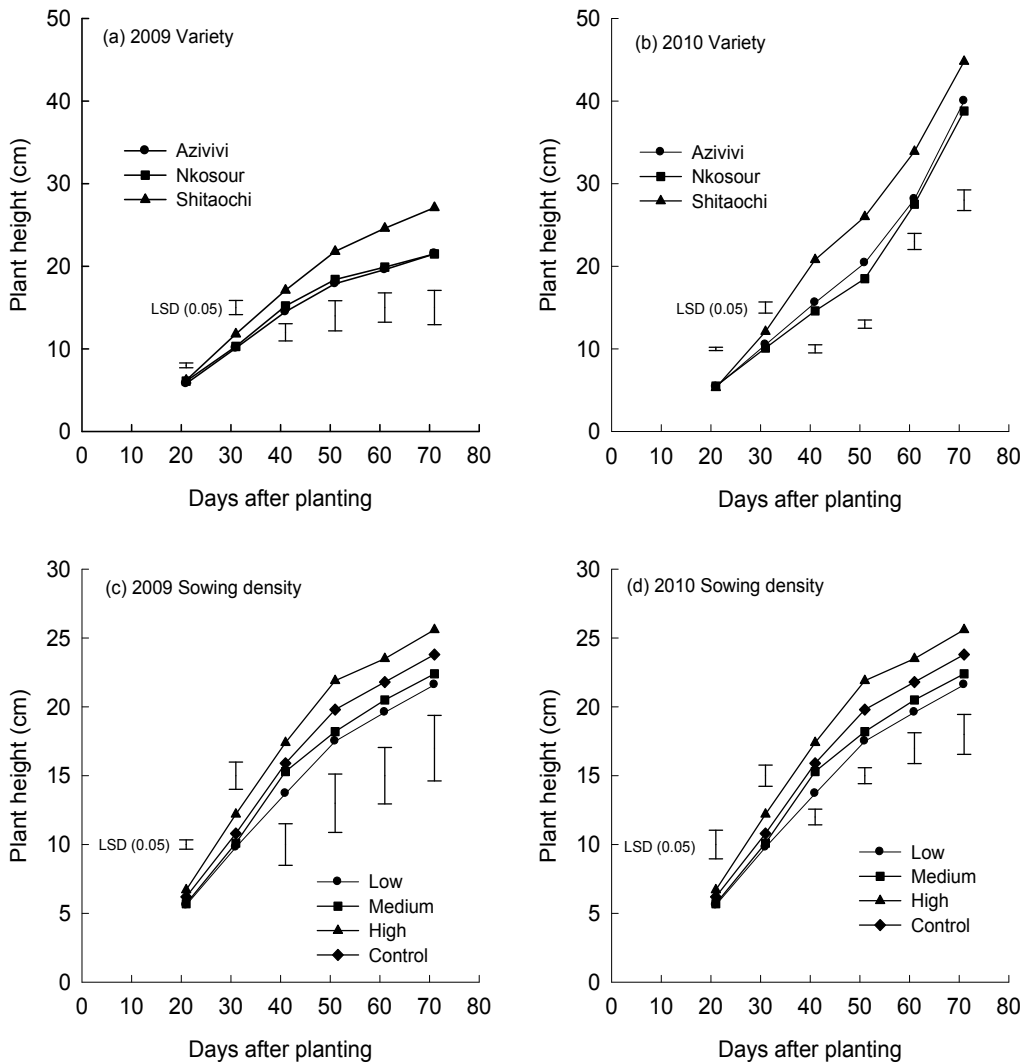 (a) 2009 Variety
Plant height (cm)
50
40
30
20
10
0
Azivivi
Nkosour
Shitaochi
LSD (0.05)
0 10 20 30 40 50 60 70 80
Days after planting
(b) 2010 Variety
Plant height (cm)
50
40
30
20
10
0
Azivivi
Nkosour
Shitaochi
LSD (0.05)
0 10 20 30 40 50 60 70 80
Days after planting
(c) 2009 Sowing density
Plant height (cm)
30
25
20
15
10
5
0
LSD (0.05)
Low
Medium
High
Control
0 10 20 30 40 50 60 70 80
Days after planting
(d) 2010 Sowing density
Plant height (cm)
30
25
20
15
10
5
0
LSD (0.05)
Low
Medium
High
Control
0 10 20 30 40 50 60 70 80
Days after planting